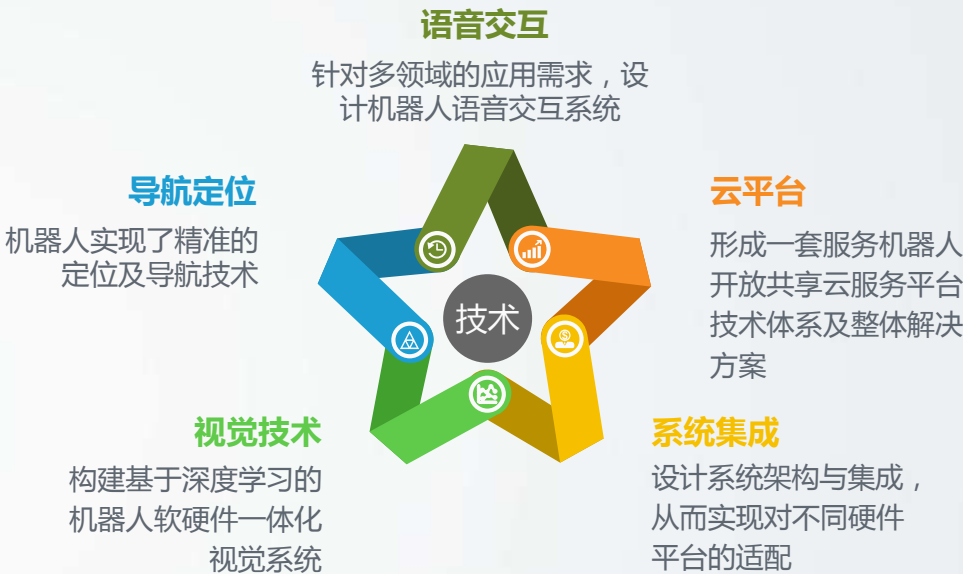 语音交互
针对多领域的应用需求，设
计机器人语音交互系统
导航定位
机器人实现了精准的
定位及导航技术
云平台
形成一套服务机器人
开放共享云服务平台
技术体系及整体解决
方案
技术
视觉技术
构建基于深度学习的
机器人软硬件一体化
视觉系统
系统集成
设计系统架构与集成，
从而实现对不同硬件
平台的适配